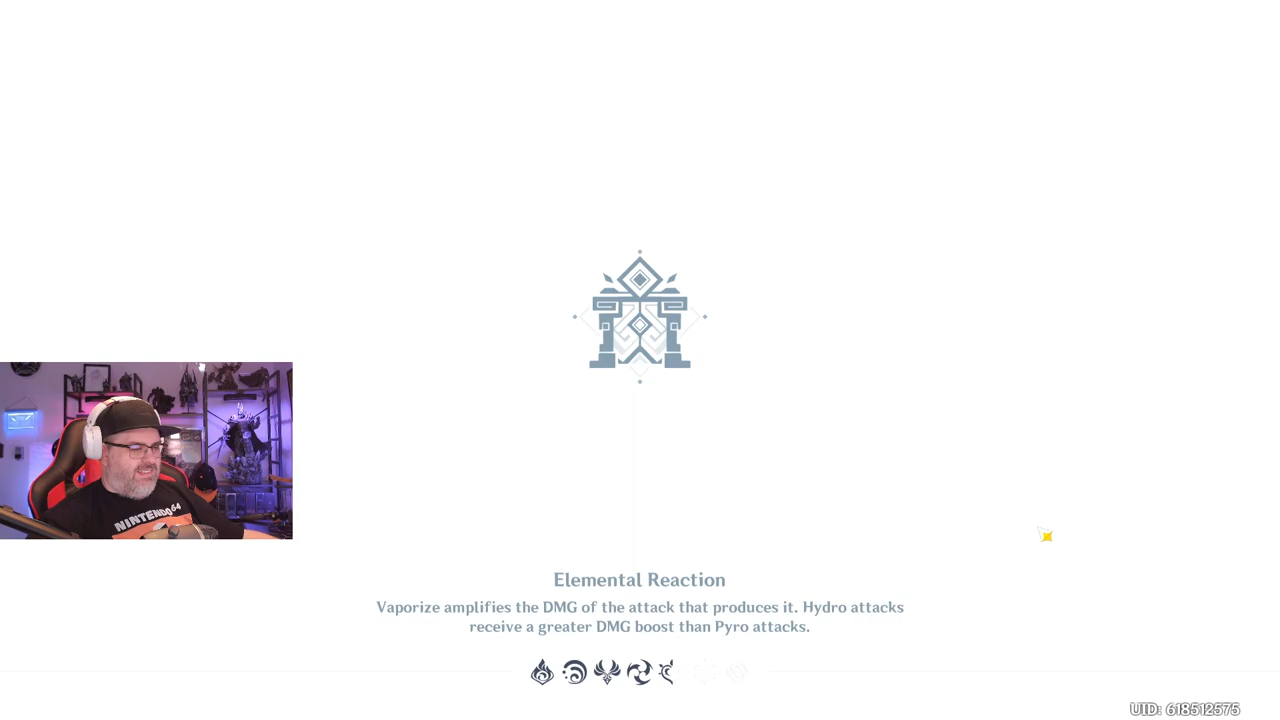 NINTENDO64
Elemental Reaction
Vaporize amplifies the DMG of the attack that produces it. Hydro attacks
receive a greater DMG boost than Pyro attacks.
UID: 618512575